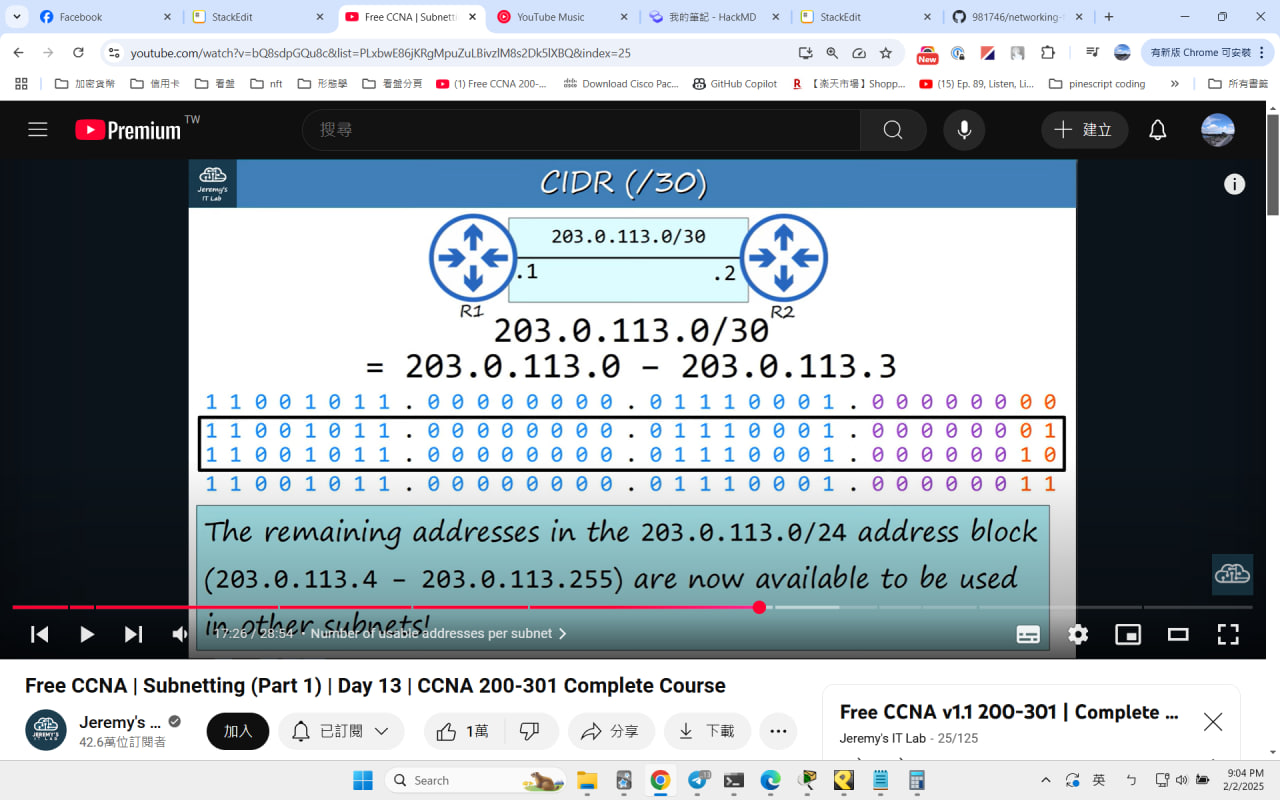 Facebook
StackEdit
Free CCNA | Subnetti
YouTube Music
我的筆記 - HackMD
StackEdit
981746/networking-
youtube.com/watch?v=bQ8sdpGQu8c&list=PLxbwE86jKRgMpuZuLBivzlM8s2Dk5lXBQ&index=25
New
有新版 Chrome 可安裝
加密貨幣
信用卡
看盤
nft
形態學
看盤分頁
(1) Free CCNA 200-...
Download Cisco Pac...
GitHub Copilot
【楽天市場】Shopp...
(15) Ep. 89, Listen, Li...
pinescript coding
所有書籤
Premium TW
搜尋
建立
Jeremy's
IT Lab
CIDR (/30)
203.0.113.0/30
.1
.2
R1
R2
203.0.113.0/30
= 203.0.113.0 – 203.0.113.3
1 1 0 0 1 0 1 1 . 0 0 0 0 0 0 0 0 . 0 1 1 1 0 0 0 1 . 0 0 0 0 0 0 0 0
1 1 0 0 1 0 1 1 . 0 0 0 0 0 0 0 0 . 0 1 1 1 0 0 0 1 . 0 0 0 0 0 0 0 1
1 1 0 0 1 0 1 1 . 0 0 0 0 0 0 0 0 . 0 1 1 1 0 0 0 1 . 0 0 0 0 0 0 1 0
1 1 0 0 1 0 1 1 . 0 0 0 0 0 0 0 0 . 0 1 1 1 0 0 0 1 . 0 0 0 0 0 0 1 1
The remaining addresses in the 203.0.113.0/24 address block
(203.0.113.4 – 203.0.113.255) are now available to be used
in other subnets!
17:26 / 28:54 • Number of usable addresses per subnet
Free CCNA | Subnetting (Part 1) | Day 13 | CCNA 200-301 Complete Course
Jeremy's ...
42.6萬位訂閱者
加入
已訂閱
1萬
分享
下載
Free CCNA v1.1 200-301 | Complete ...
Jeremy's IT Lab - 25/125
Search
英
ㄅ
9:04 PM
2/2/2025